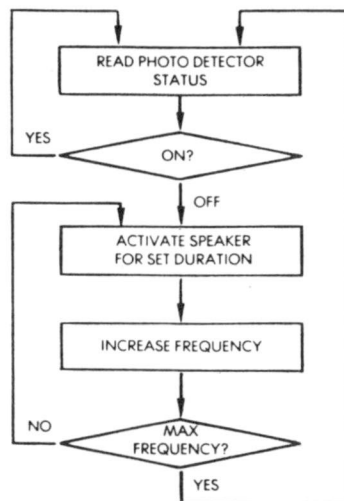 READ PHOTO DETECTOR
STATUS
YES
ON?
OFF
ACTIVATE SPEAKER
FOR SET DURATION
INCREASE FREQUENCY
NO
MAX
FREQUENCY?
YES